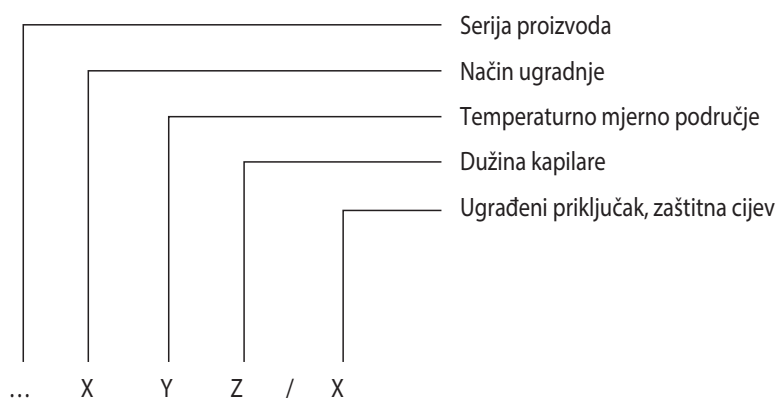 Serija proizvoda
Način ugradnje
Temperaturno mjerno područje
Dužina kapilare
Ugrađeni priključak, zaštitna cijev
… X Y Z / X